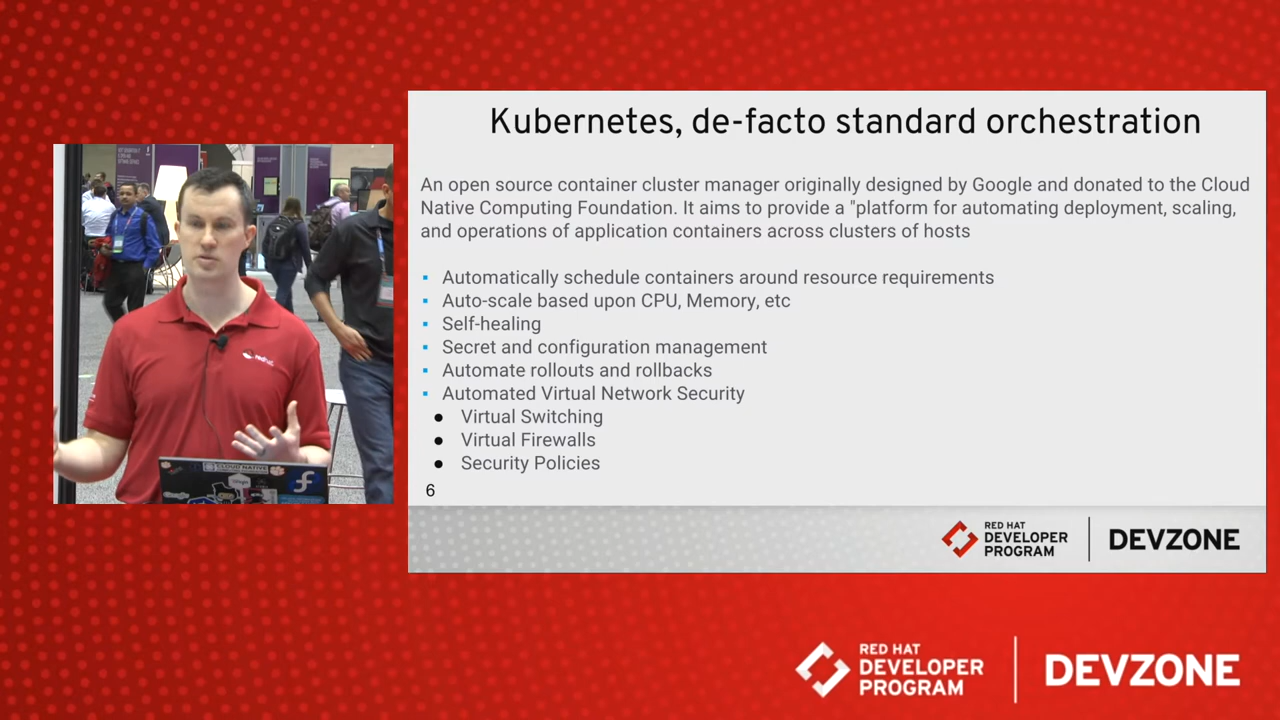 Kubernetes, de-facto standard orchestration
An open source container cluster manager originally designed by Google and donated to the Cloud
Native Computing Foundation. It aims to provide a "platform for automating deployment, scaling,
and operations of application containers across clusters of hosts
▪ Automatically schedule containers around resource requirements
▪ Auto-scale based upon CPU, Memory, etc
▪ Self-healing
▪ Secret and configuration management
▪ Automate rollouts and rollbacks
▪ Automated Virtual Network Security
● Virtual Switching
● Virtual Firewalls
● Security Policies
6
RED HAT
DEVELOPER
PROGRAM
DEVZONE
redhat
CLOUD NATIVE
RED HAT
DEVELOPER
PROGRAM
DEVZONE